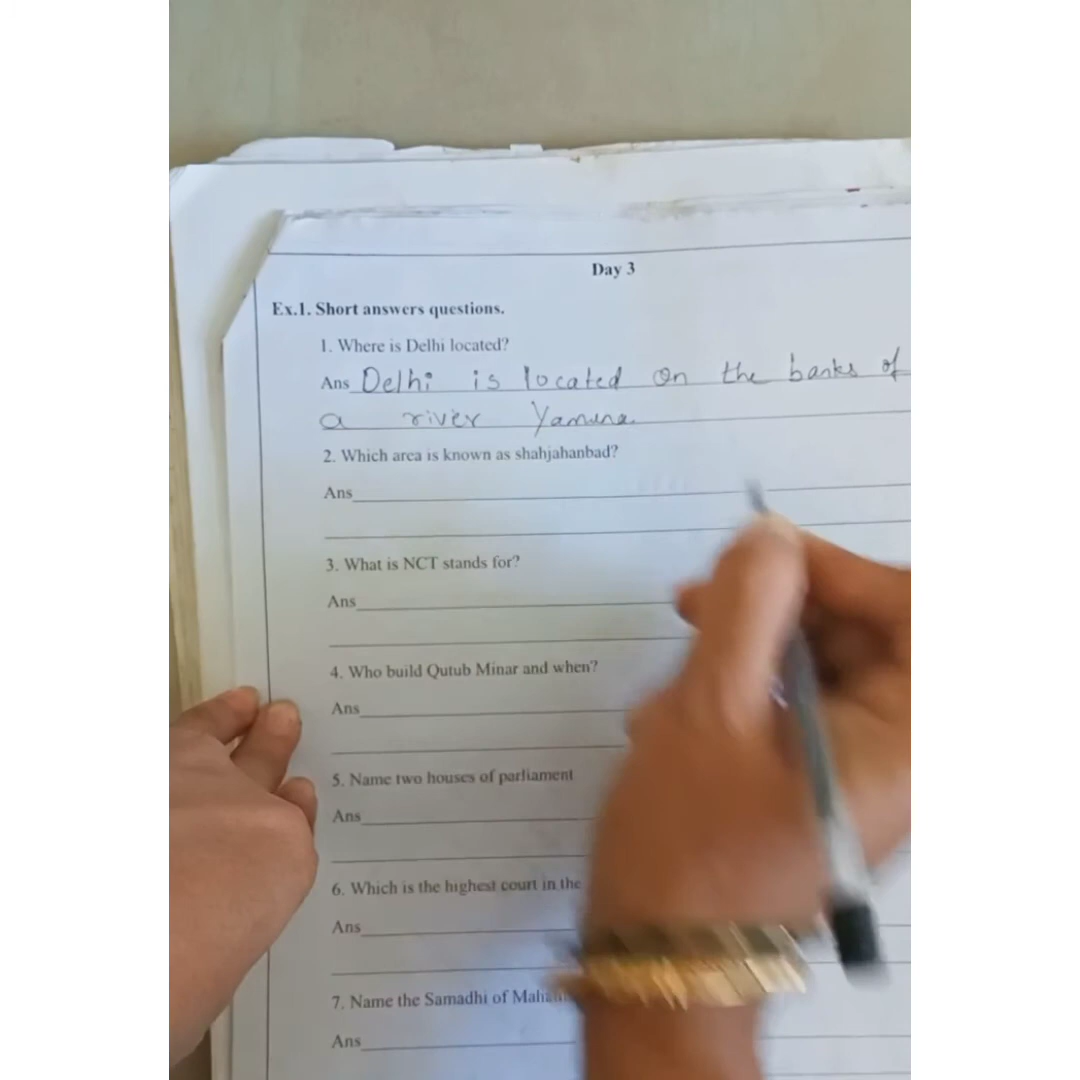 Day 3
Ex.1. Short answers questions.
1. Where is Delhi located?
Ans Delhi is located on the banks of
a river Yamuna.
2. Which area is known as shahjahanbad?
Ans
3. What is NCT stands for?
Ans
4. Who build Qutub Minar and when?
Ans
5. Name two houses of parliament
Ans
6. Which is the highest court in the
Ans
7. Name the Samadhi of
Ans